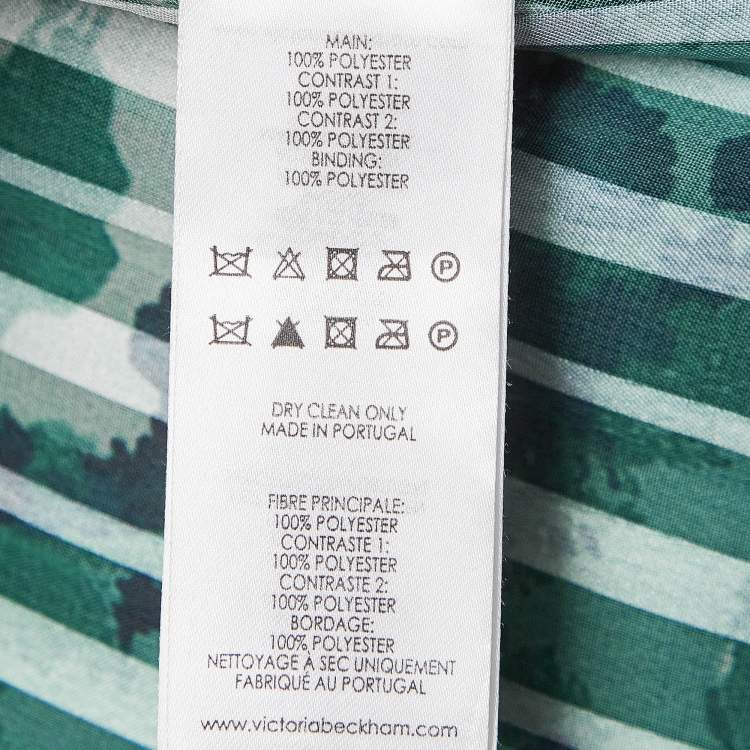 MAIN:
100% POLYESTER
CONTRAST 1:
100% POLYESTER
CONTRAST 2:
100% POLYESTER
BINDING:
100% POLYESTER
P
P
DRY CLEAN ONLY
MADE IN PORTUGAL
FIBRE PRINCIPALE:
100% POLYESTER
CONTRASTE 1:
100% POLYESTER
CONTRASTE 2:
100% POLYESTER
BORDAGE:
100% POLYESTER
NETTOYAGE À SEC UNIQUEMENT
FABRIQUÉ AU PORTUGAL
www.victoriabeckham.com